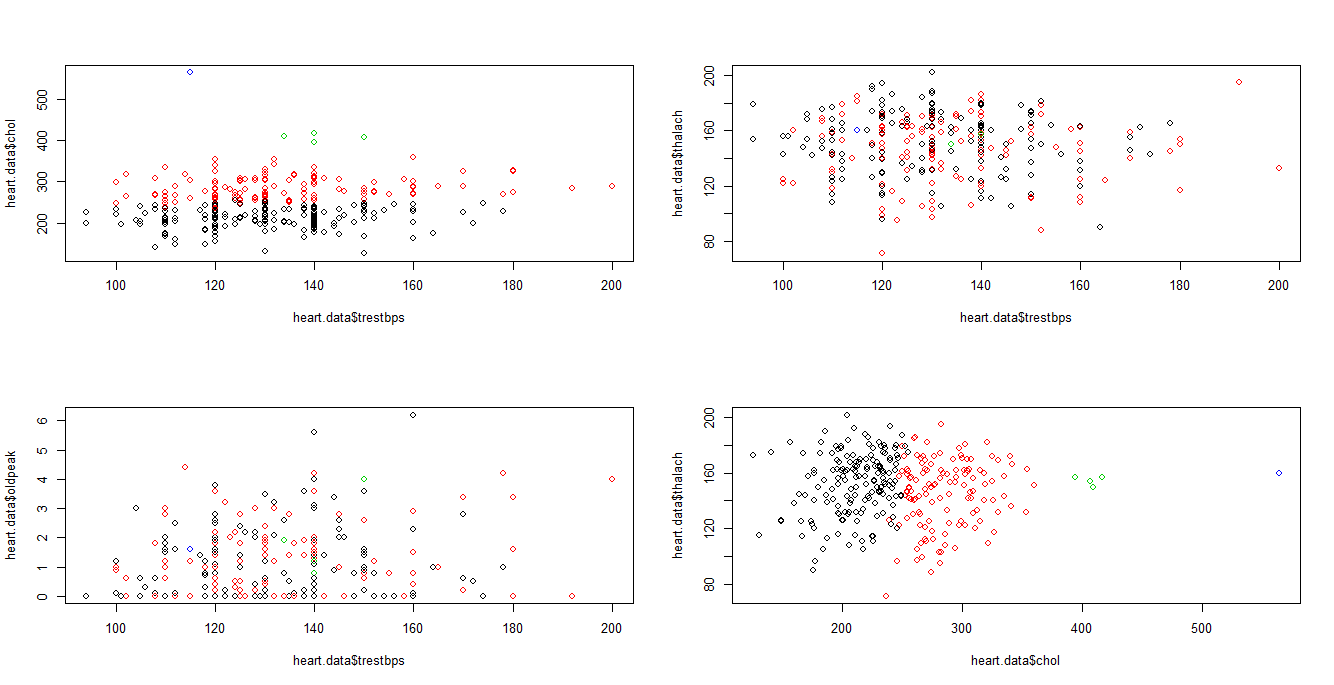 heart.data$chol
500
400
300
200
100 120 140 160 180 200
heart.data$trestbps
heart.data$thalach
200
160
120
80
100 120 140 160 180 200
heart.data$trestbps
heart.data$oldpeak
6
5
4
3
2
1
0
100 120 140 160 180 200
heart.data$trestbps
heart.data$thalach
200
160
120
80
200 300 400 500
heart.data$chol